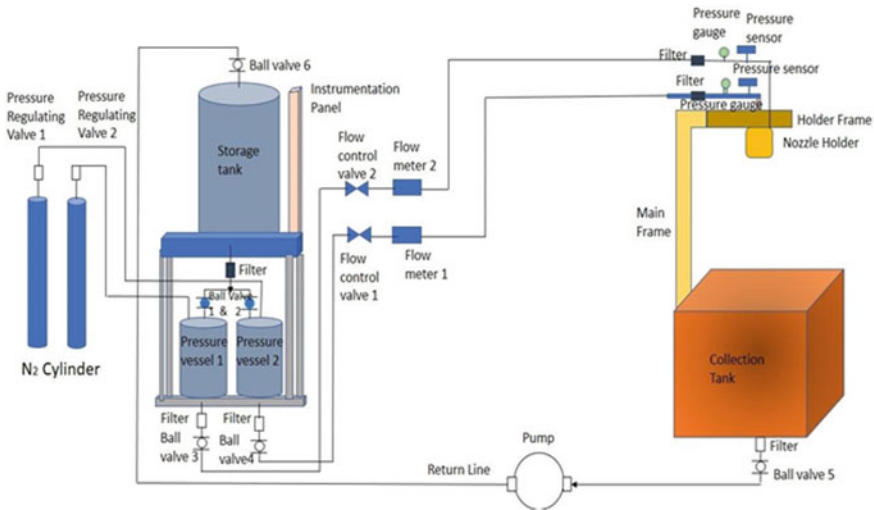 Pressure
Regulating
Valve 1
Pressure
Regulating
Valve 2
N2 Cylinder
Ball valve 6
Instrumentation
Panel
Storage
tank
Filter
Ball Valve
1 & 2
Pressure
vessel 1
Pressure
vessel 2
Filter
Ball
valve 3
Filter
Ball
valve4
Flow
control
valve 2
Flow
meter 2
Flow
control
valve 1
Flow
meter 1
Pressure
gauge
Pressure
sensor
Filter
Filter
Pressure sensor
Pressure gauge
Holder Frame
Nozzle Holder
Main
Frame
Collection
Tank
Filter
Ball valve 5
Pump
Return Line